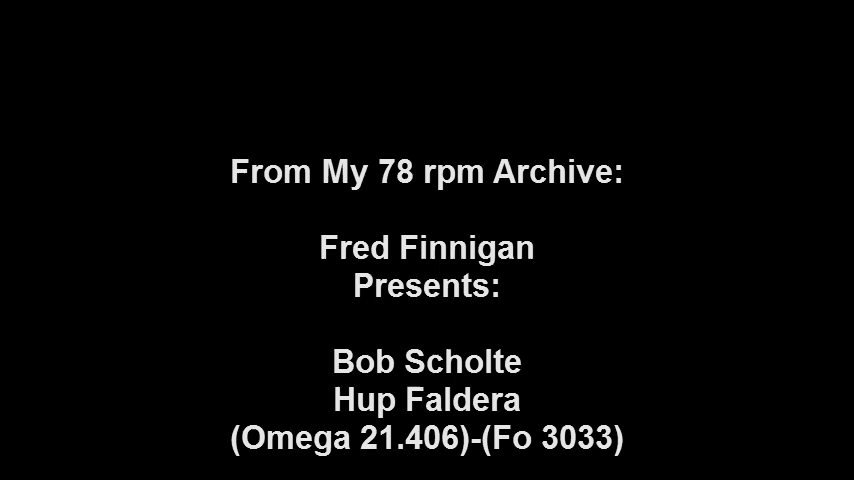 From My 78 rpm Archive:
Fred Finnigan
Presents:
Bob Scholte
Hup Faldera
(Omega 21.406)-(Fo 3033)